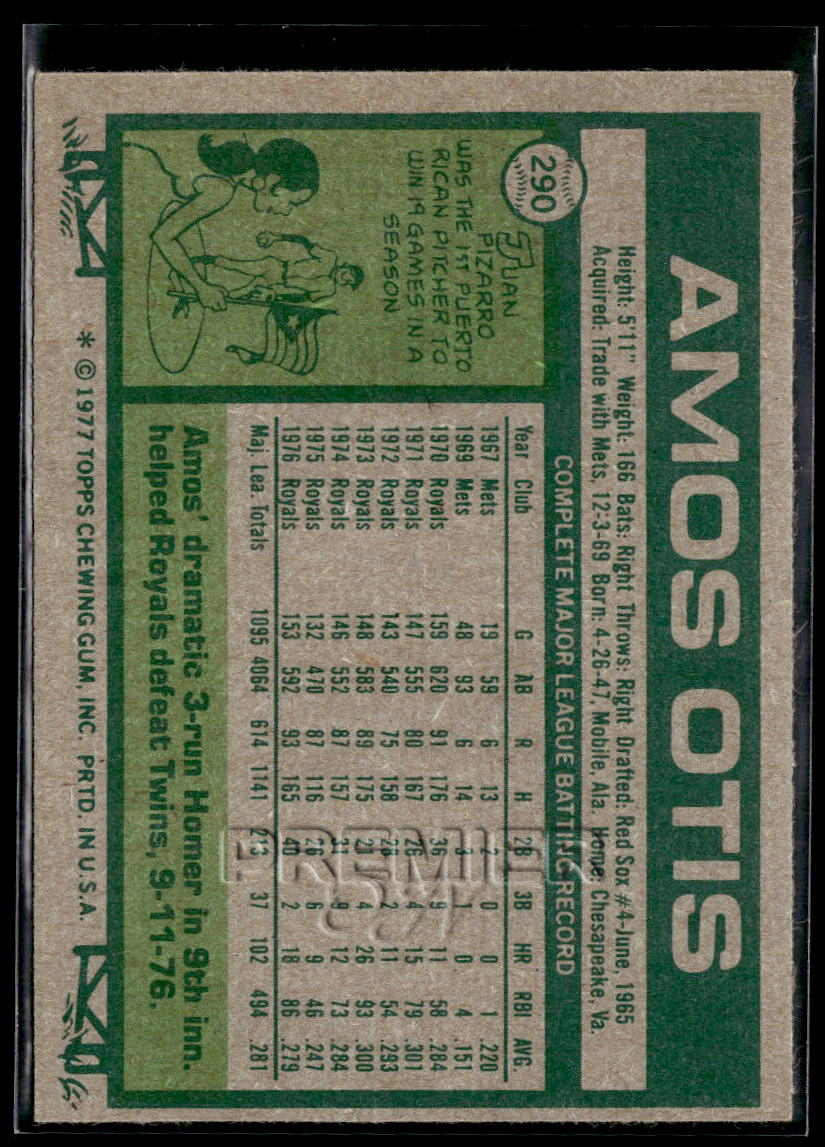 AMOS OTIS
290
Height: 5'11" Weight: 166 Bats: Right Throws: Right Drafted: Red Sox #4-June, 1965
Acquired: Trade with Mets, 12-3-69 Born: 4-26-47, Mobile, Ala. Home: Chesapeake, Va.
COMPLETE MAJOR LEAGUE BATTING RECORD
Year Club G AB R H 2B 3B HR RBI AVG.
1967 Mets 19 59 6 13 2 0 0 1 .220
1969 Mets 48 93 6 14 3 1 0 4 .151
1970 Royals 159 620 91 176 36 9 11 58 .284
1971 Royals 147 555 80 167 26 4 15 79 .301
1972 Royals 143 540 75 158 28 2 11 54 .293
1973 Royals 148 583 89 175 21 4 26 93 .300
1974 Royals 146 552 87 157 31 9 12 73 .284
1975 Royals 132 470 87 116 26 6 9 46 .247
1976 Royals 153 592 93 165 40 2 18 86 .279
Maj. Lea. Totals 1095 4064 614 1141 213 37 102 494 .281
JUAN
PIZARRO
WAS THE 1ST PUERTO
RICAN PITCHER TO
WIN 19 GAMES IN A
SEASON
Amos' dramatic 3-run Homer in 9th inn.
helped Royals defeat Twins, 9-11-76.
* © 1977 TOPPS CHEWING GUM, INC. PRTD. IN U.S.A.
PREMIER